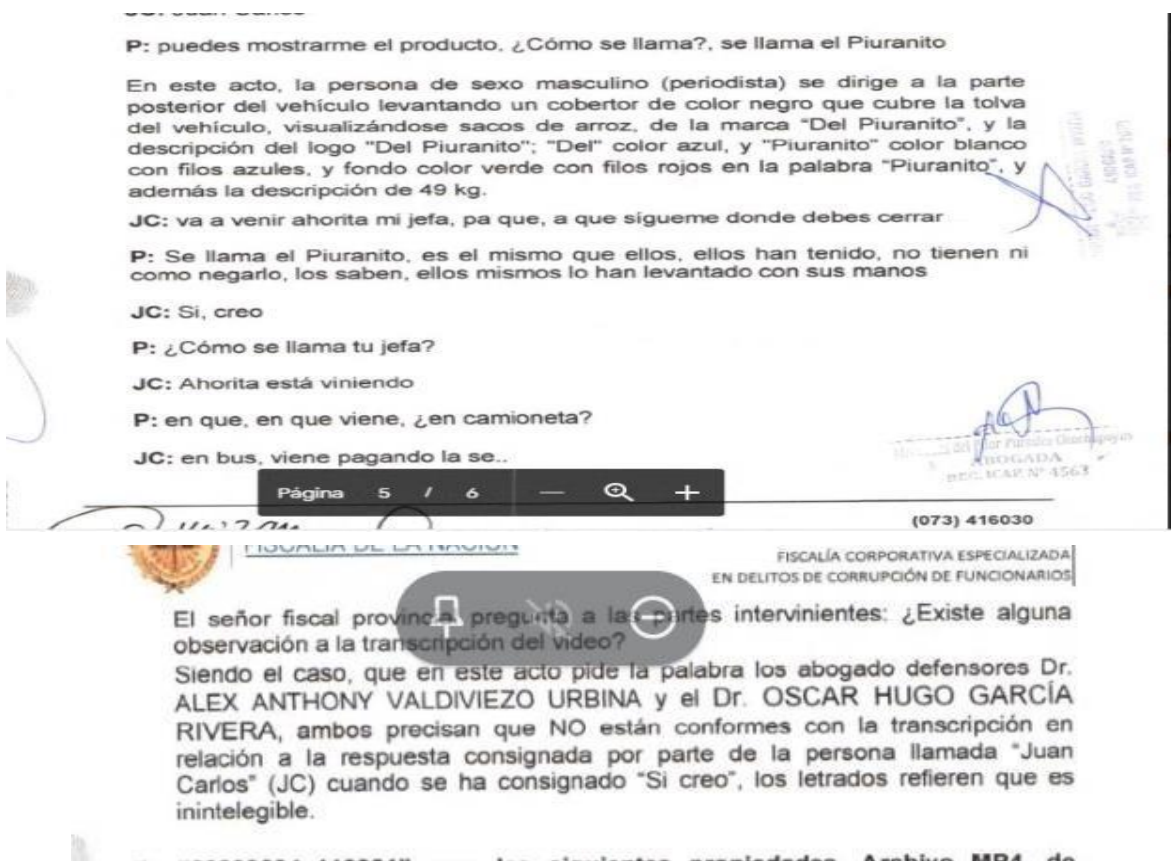 P: puedes mostrarme el producto, ¿Cómo se llama?, se llama el Piuranito
En este acto, la persona de sexo masculino (periodista) se dirige a la parte
posterior del vehículo levantando un cobertor de color negro que cubre la tolva
del vehículo, visualizándose sacos de arroz, de la marca “Del Piuranito”, y la
descripción del logo "Del Piuranito"; "Del" color azul, y "Piuranito" color blanco
con filos azules, y fondo color verde con filos rojos en la palabra “Piuranito”, y
además la descripción de 49 kg.
JC: va a venir ahorita mi jefa, pa que, a que sígueme donde debes cerrar
P: Se llama el Piuranito, es el mismo que ellos, ellos han tenido, no tienen ni
como negarlo, los saben, ellos mismos lo han levantado con sus manos
JC: Si, creo
P: ¿Cómo se llama tu jefa?
JC: Ahorita está viniendo
P: en que, en que viene, ¿en camioneta?
JC: en bus, viene pagando la se..
ABOGADA
REG. ICAP. Nº 4563
Página 5 / 6
(073) 416030
FISCALÍA DE LA NACIÓN
FISCALÍA CORPORATIVA ESPECIALIZADA
EN DELITOS DE CORRUPCIÓN DE FUNCIONARIOS
El señor fiscal provincial pregunta a las partes intervinientes: ¿Existe alguna
observación a la transcripción del video?
Siendo el caso, que en este acto pide la palabra los abogado defensores Dr.
ALEX ANTHONY VALDIVIEZO URBINA y el Dr. OSCAR HUGO GARCÍA
RIVERA, ambos precisan que NO están conformes con la transcripción en
relación a la respuesta consignada por parte de la persona llamada “Juan
Carlos” (JC) cuando se ha consignado “Si creo”, los letrados refieren que es
inintelegible.
siguientes propiedades, Archivo MP4, de